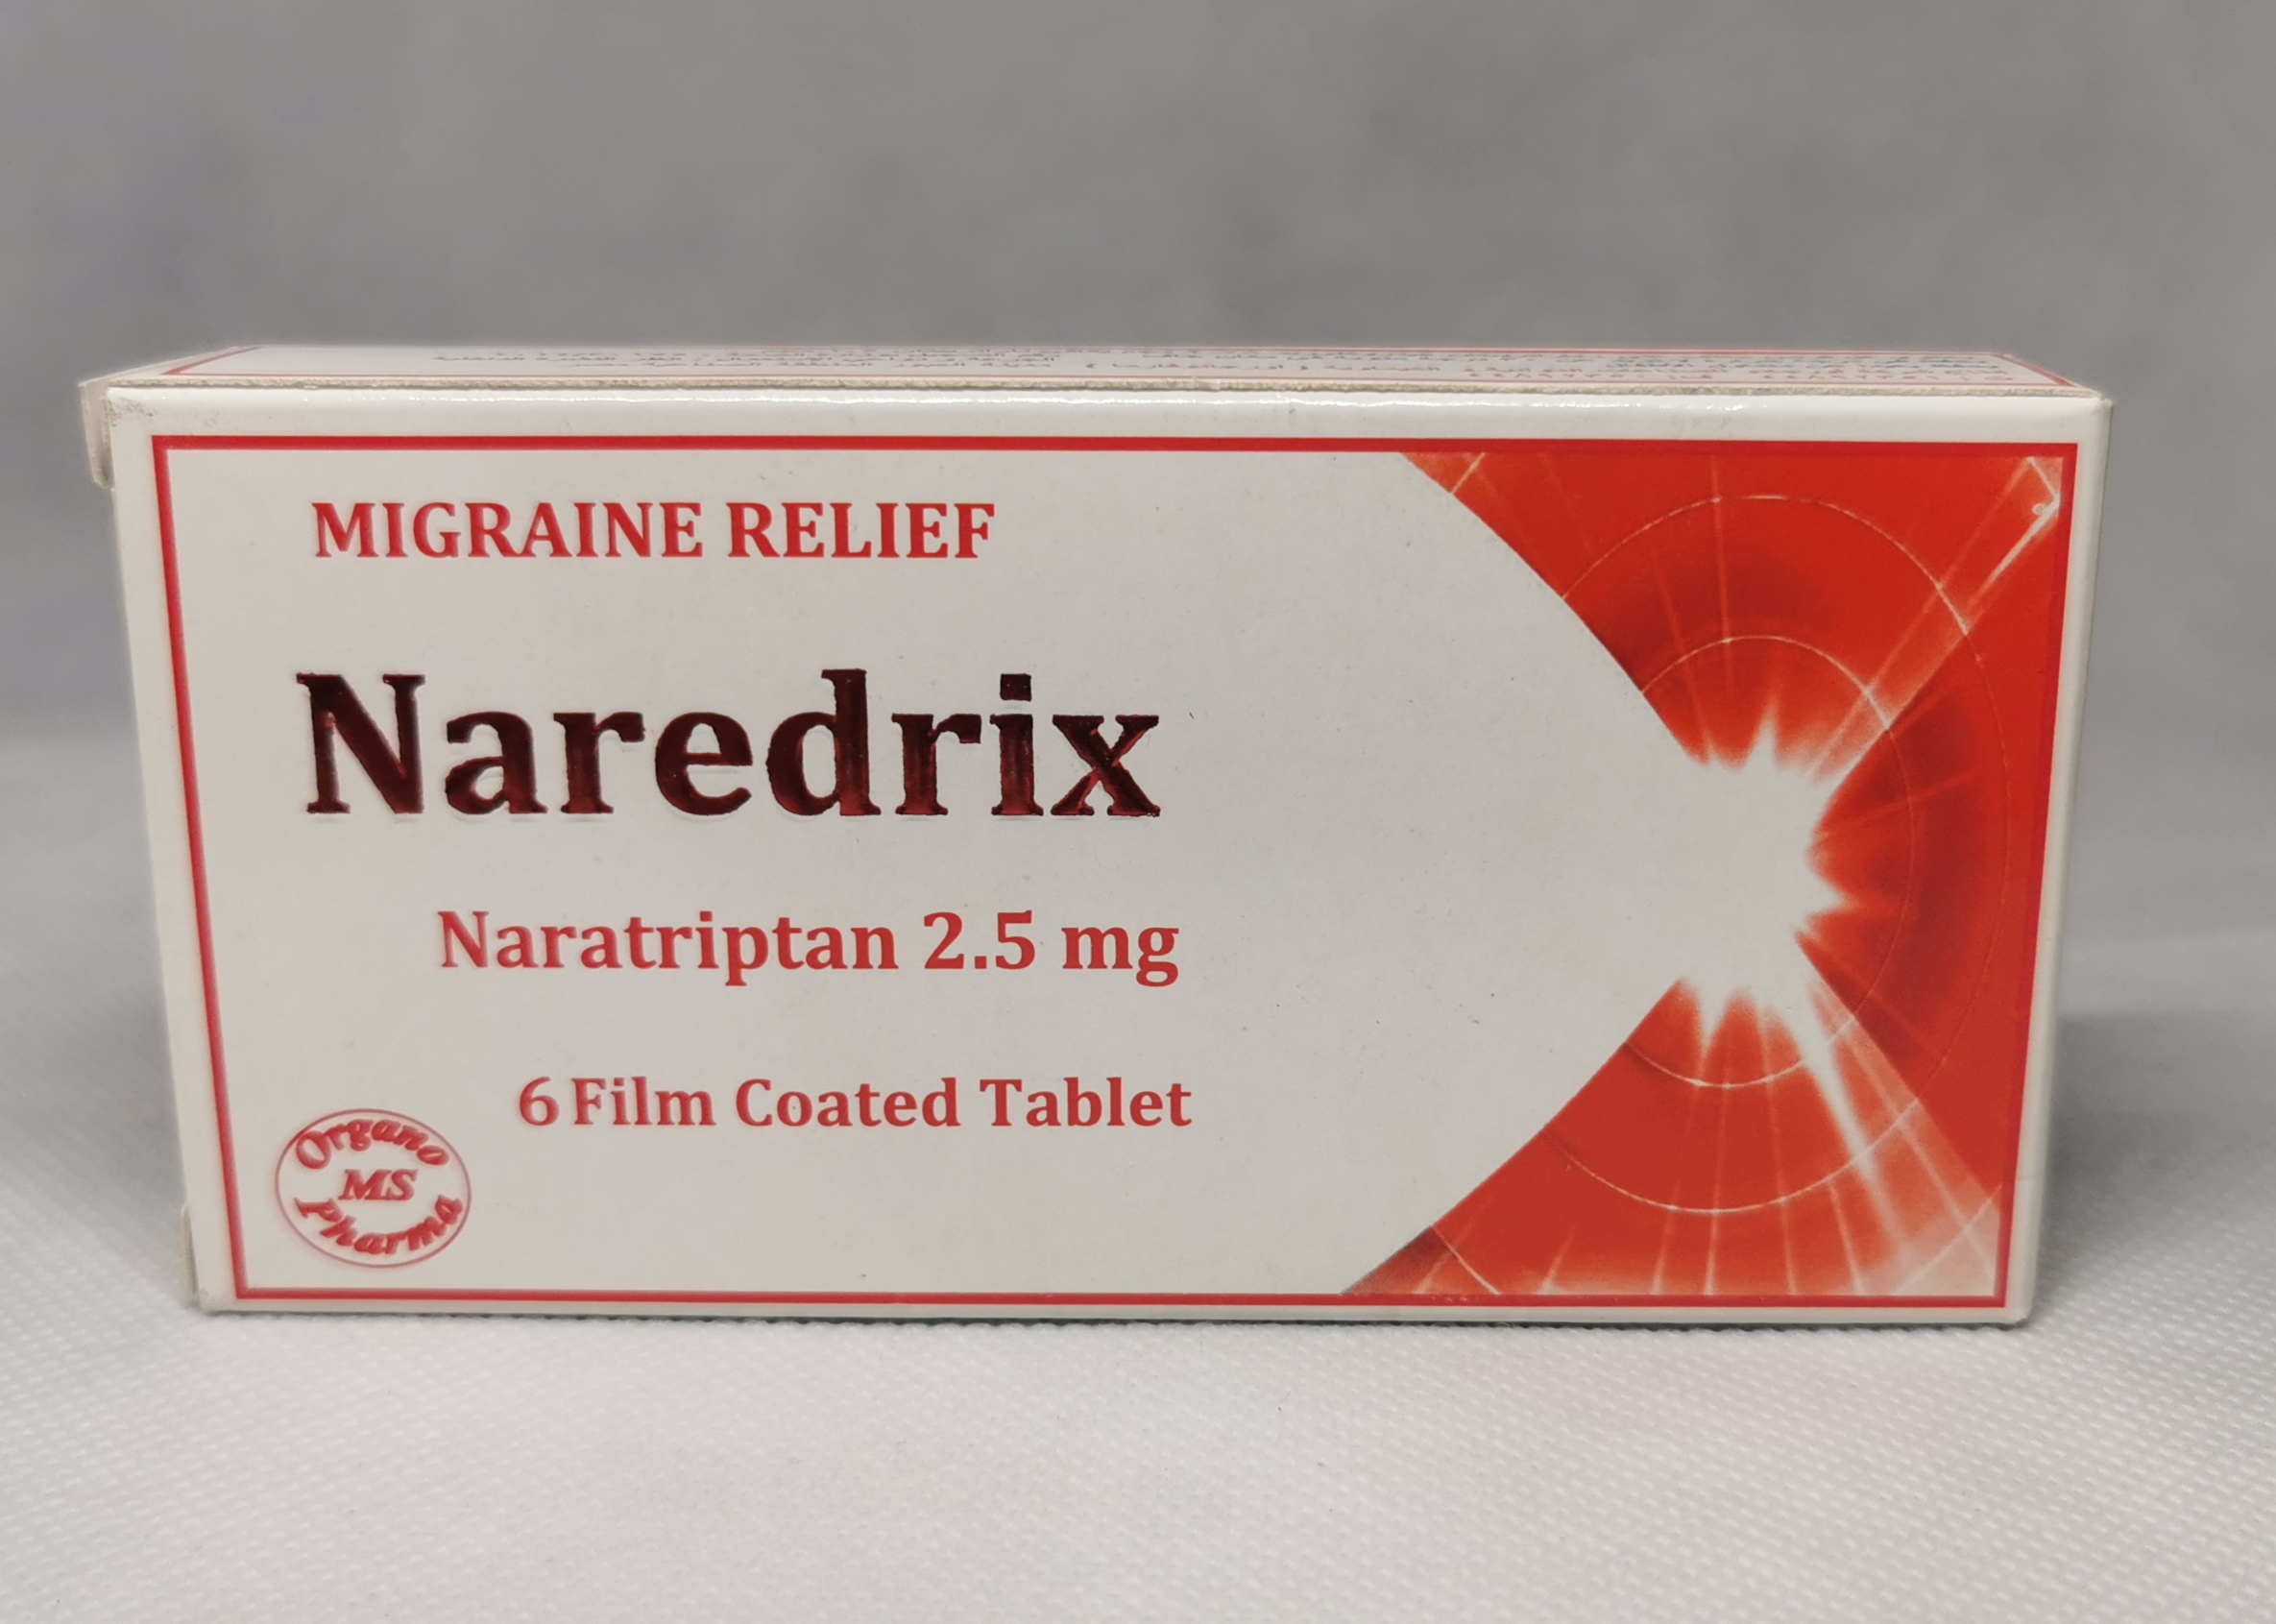 MIGRAINE RELIEF
Naredrix
Naratriptan 2.5 mg
6 Film Coated Tablet
Organo
MS
Pharma